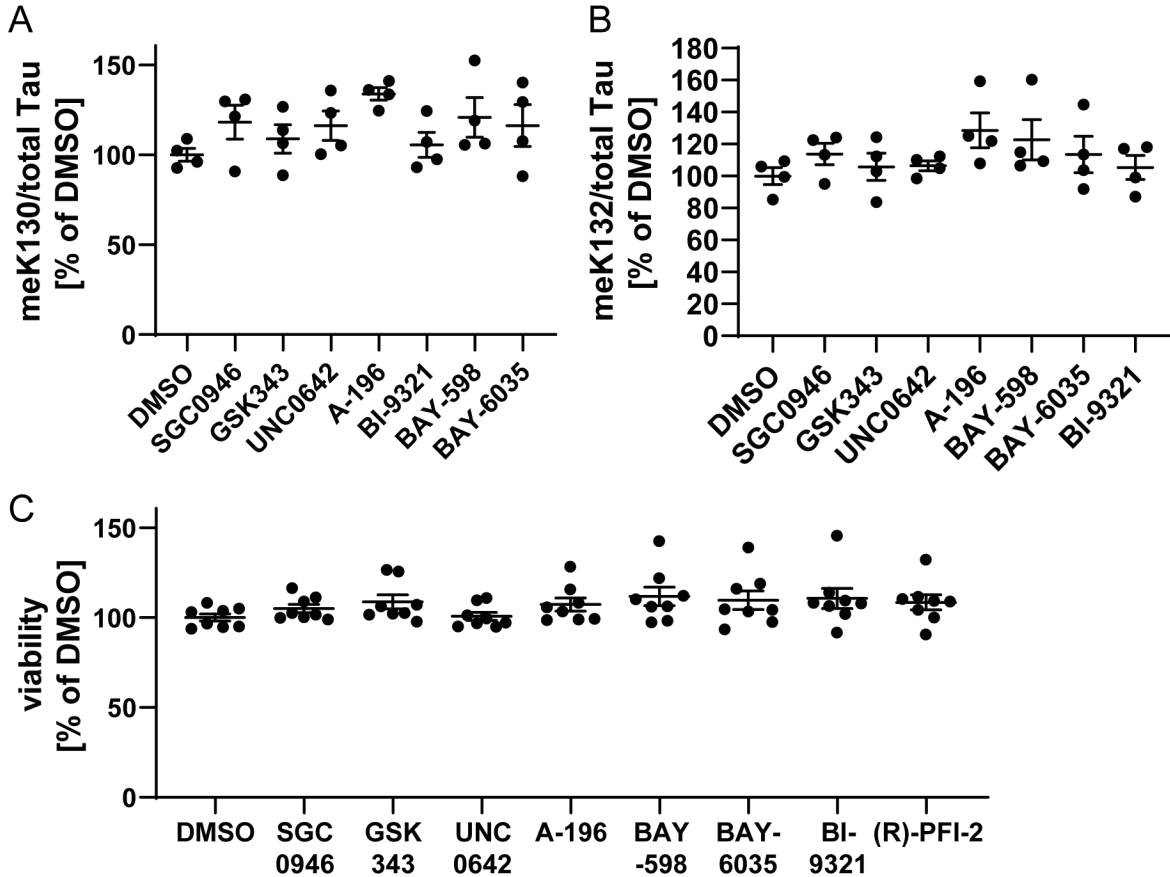 A
meK130/total Tau
[% of DMSO]
150
100
50
0
DMSO
SGC0946
GSK343
UNC0642
A-196
BI-9321
BAY-598
BAY-6035
B
meK132/total Tau
[% of DMSO]
180
160
140
120
100
80
60
40
20
0
DMSO
SGC0946
GSK343
UNC0642
A-196
BAY-598
BAY-6035
BI-9321
C
viability
[% of DMSO]
150
100
50
0
DMSO
SGC
0946
GSK
343
UNC
0642
A-196
BAY
-598
BAY-
6035
BI-
9321
(R)-PFI-2